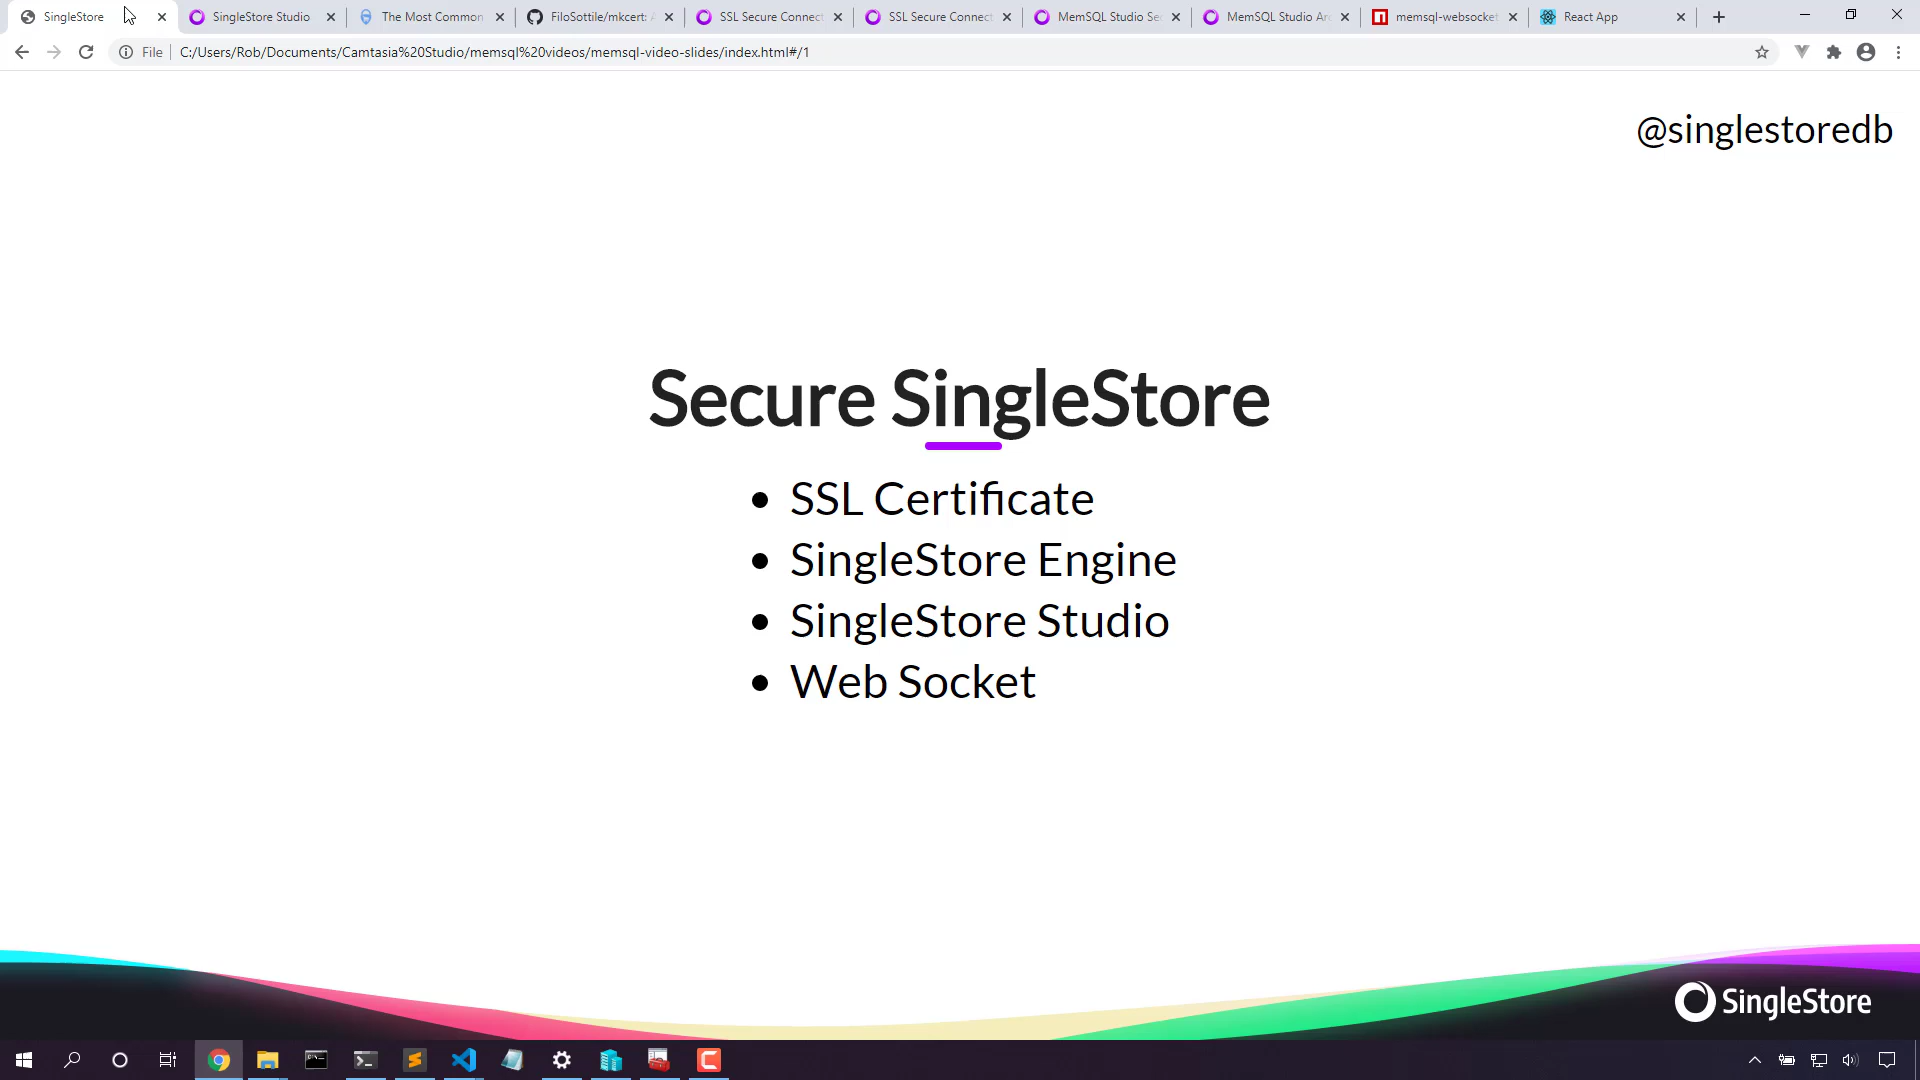 SingleStore
SingleStore Studio
The Most Common
FiloSottile/mkcert: A
SSL Secure Connect
SSL Secure Connect
MemSQL Studio Se
MemSQL Studio Ar
memsql-websocket
React App
File
C:/Users/Rob/Documents/Camtasia%20Studio/memsql%20videos/memsql-video-slides/index.html#/1
@singlestoredb
Secure SingleStore
• SSL Certificate
• SingleStore Engine
• SingleStore Studio
• Web Socket
SingleStore